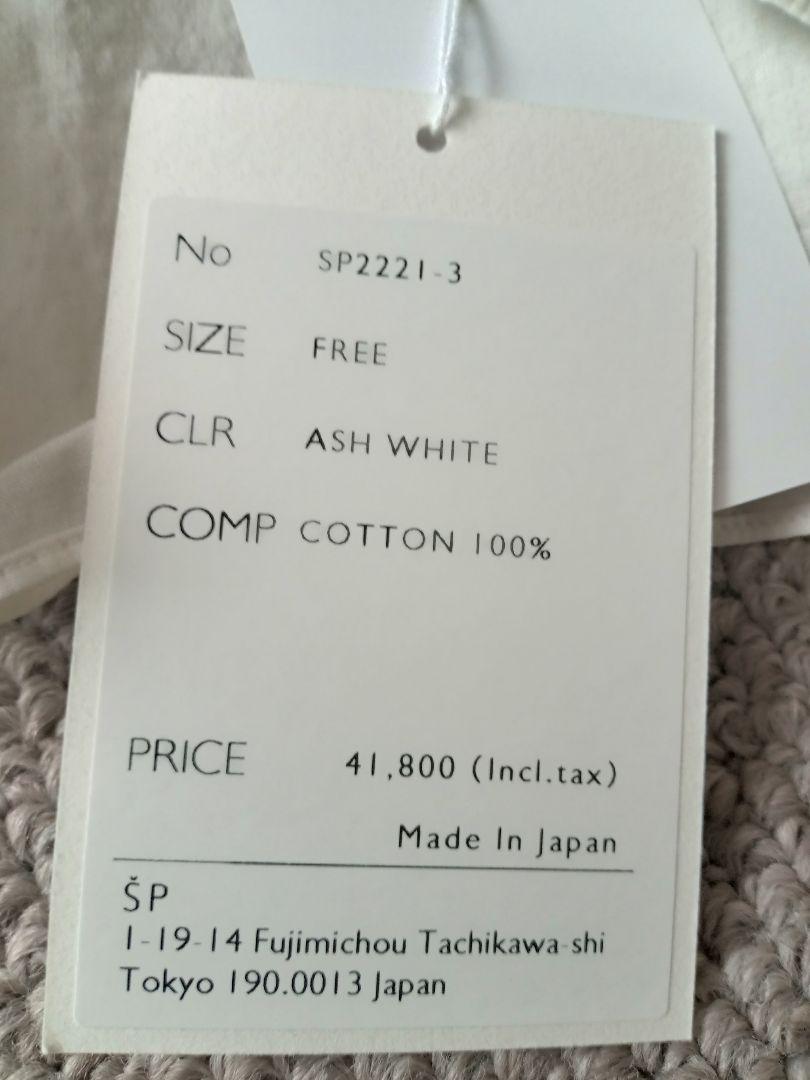 No SP2221-3
SIZE FREE
CLR ASH WHITE
COMP COTTON 100%
PRICE 41,800 (Incl.tax)
Made In Japan
ŠP
1-19-14 Fujimichou Tachikawa-shi
Tokyo 190.0013 Japan